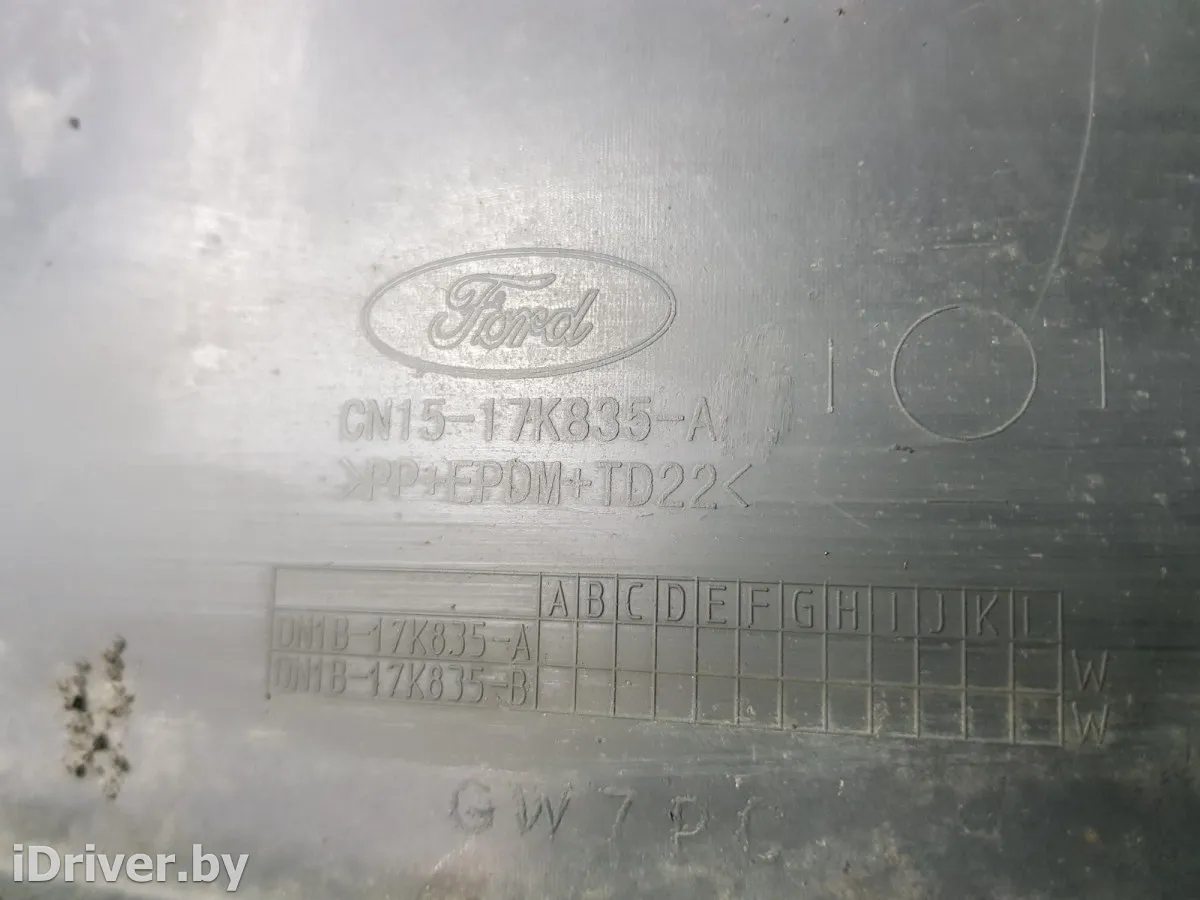 Ford
CN15-17K835-A
>PP+EPDM+TD22<
A B C D E F G H I J K L
DN1B-17K835-A W
DN1B-17K835-B W
GW7PC
iDriver.by